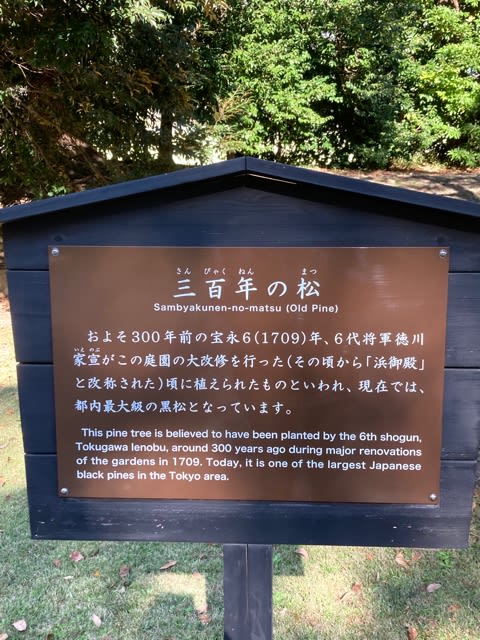 さん びゃく ねん まつ
三百年の松
Sambyakunen-no-matsu (Old Pine)
およそ300年前の宝永6(1709)年、6代将軍徳川
いえ のぶ
家宣がこの庭園の大改修を行った(その頃から「浜御殿」
と改称された)頃に植えられたものといわれ、現在では、
都内最大級の黒松となっています。
This pine tree is believed to have been planted by the 6th shogun,
Tokugawa Ienobu, around 300 years ago during major renovations
of the gardens in 1709. Today, it is one of the largest Japanese
black pines in the Tokyo area.